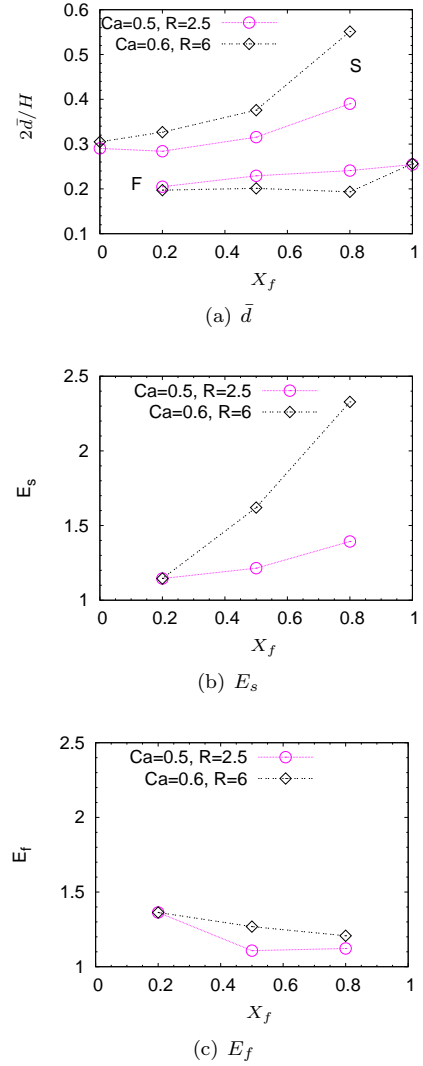 0.6
0.5
0.4
0.3
0.2
0.1
2d̄/H
Ca=0.5, R=2.5
Ca=0.6, R=6
S
F
0 0.2 0.4 0.6 0.8 1
X_f
(a) d̄
2.5
2
1.5
1
E_s
Ca=0.5, R=2.5
Ca=0.6, R=6
0 0.2 0.4 0.6 0.8 1
X_f
(b) E_s
2.5
2
1.5
1
E_f
Ca=0.5, R=2.5
Ca=0.6, R=6
0 0.2 0.4 0.6 0.8 1
X_f
(c) E_f